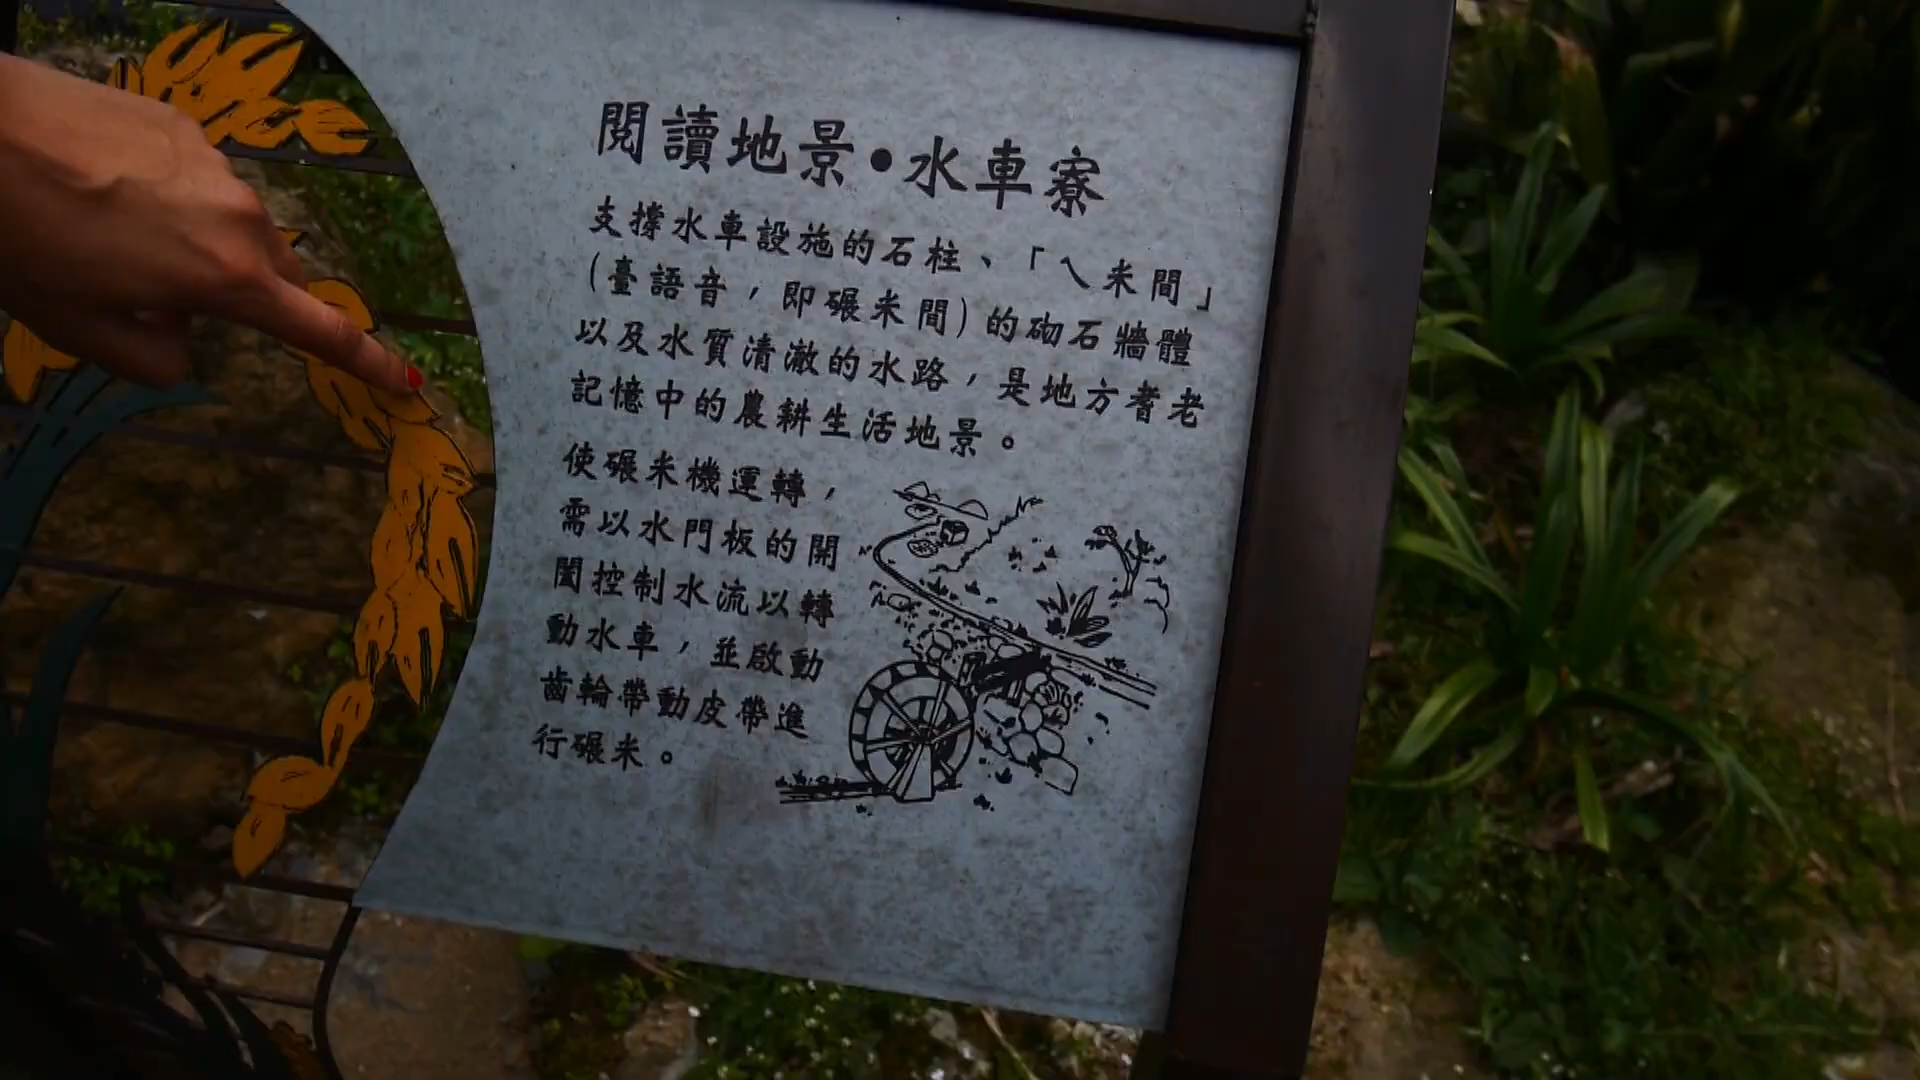 閱讀地景•水車寮
支撐水車設施的石柱、「ㄟ米間」
(臺語音，即碾米間)的砌石牆體
以及水質清澈的水路，是地方耆老
記憶中的農耕生活地景。
使碾米機運轉，
需以水門板的開
闔控制水流以轉
動水車，並啟動
齒輪帶動皮帶進
行碾米。